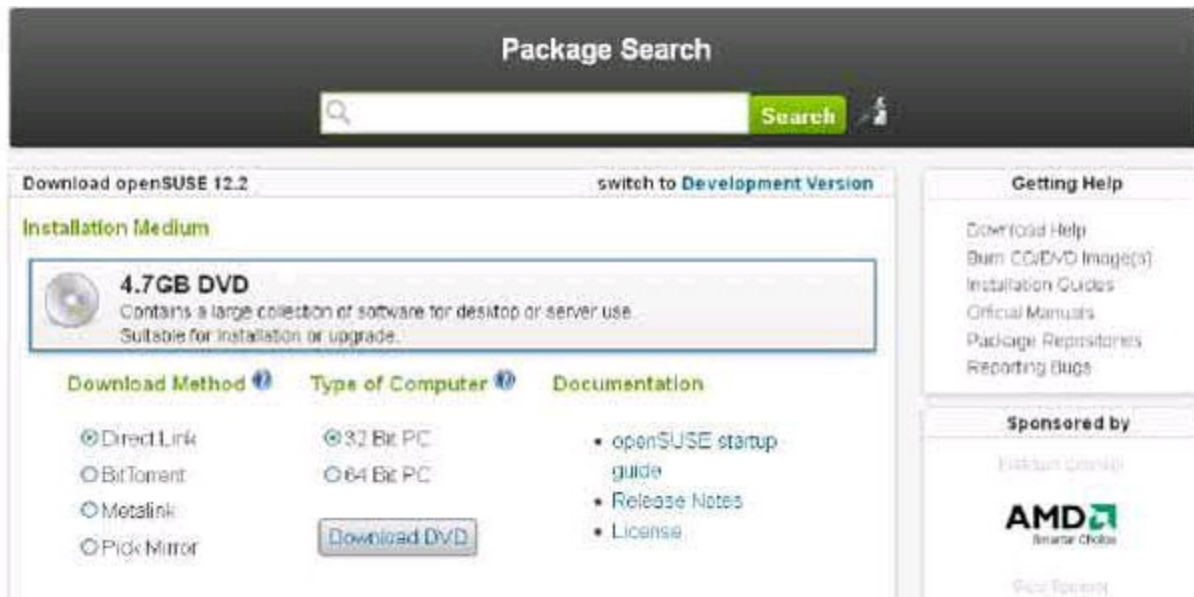 Package Search
Search
Download openSUSE 12.2
switch to Development Version
Installation Medium
4.7GB DVD
Contains a large collection of software for desktop or server use.
Suitable for installation or upgrade.
Download Method
Direct Link
BitTorrent
Metalink
Pick Mirror
Type of Computer
32 Bit PC
64 Bit PC
Download DVD
Documentation
• openSUSE startup
guide
• Release Notes
• License
Getting Help
Download Help
Burn CD/DVD Image(s)
Installation Guides
Official Manuals
Package Repositories
Reporting Bugs
Sponsored by
AMD
Smarter Choice